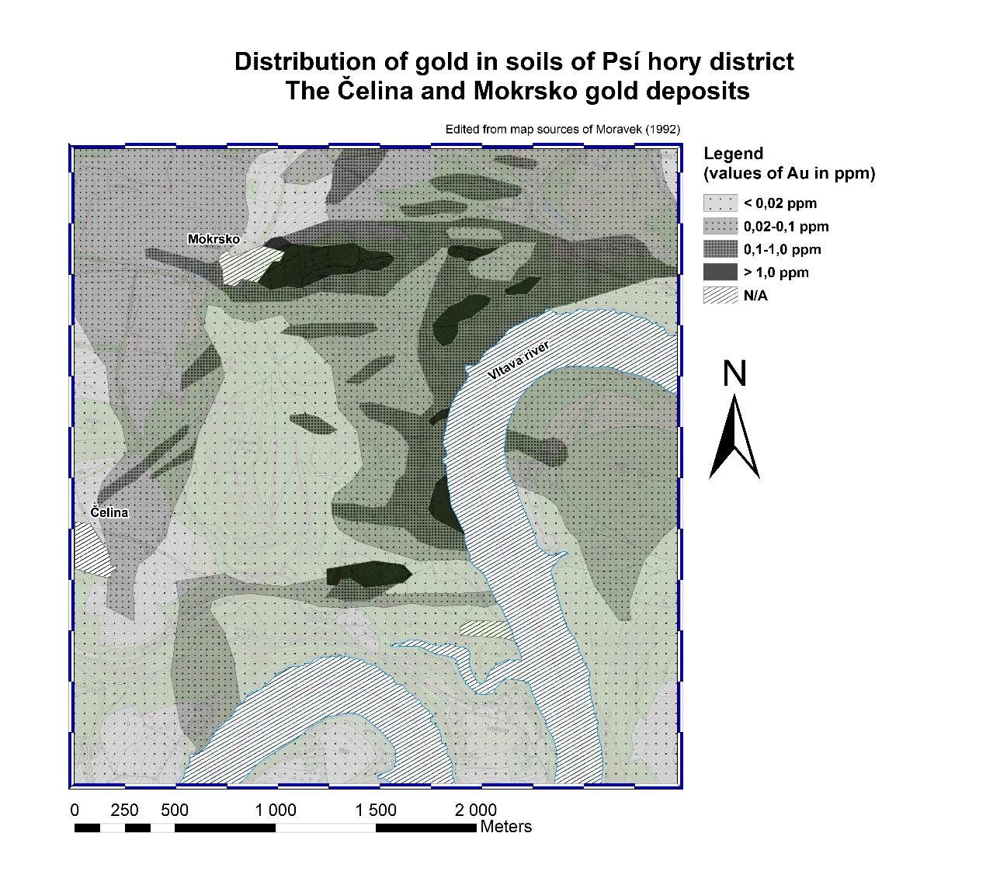 Distribution of gold in soils of Psí hory district
The Čelina and Mokrsko gold deposits
Edited from map sources of Moravek (1992)
Legend
(values of Au in ppm)
< 0,02 ppm
0,02-0,1 ppm
0,1-1,0 ppm
> 1,0 ppm
N/A
Mokrsko
Vltava river
N
Čelina
0 250 500 1 000 1 500 2 000
Meters